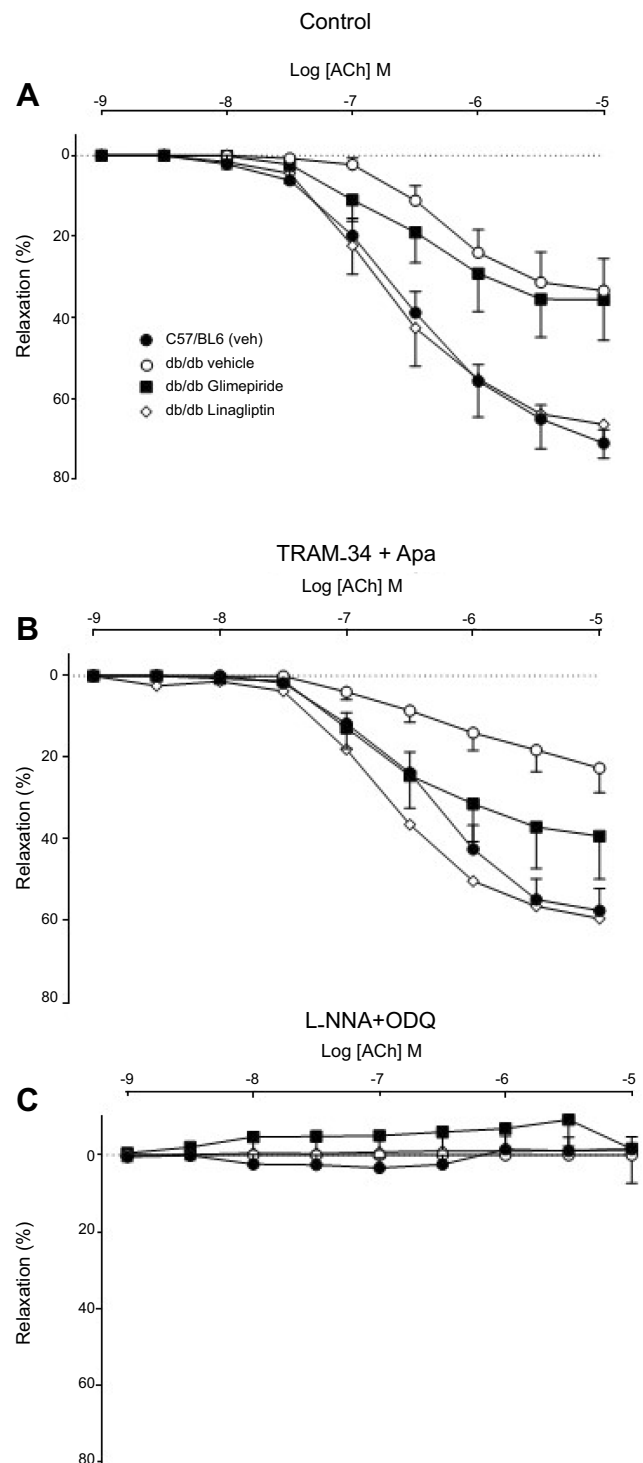 Control
Log [ACh] M
A
-9 -8 -7 -6 -5
0
20
40
60
80
Relaxation (%)
C57/BL6 (veh)
db/db vehicle
db/db Glimepiride
db/db Linagliptin
TRAM-34 + Apa
Log [ACh] M
B
-9 -8 -7 -6 -5
0
20
40
60
80
Relaxation (%)
L-NNA+ODQ
Log [ACh] M
C
-9 -8 -7 -6 -5
0
20
40
60
80
Relaxation (%)